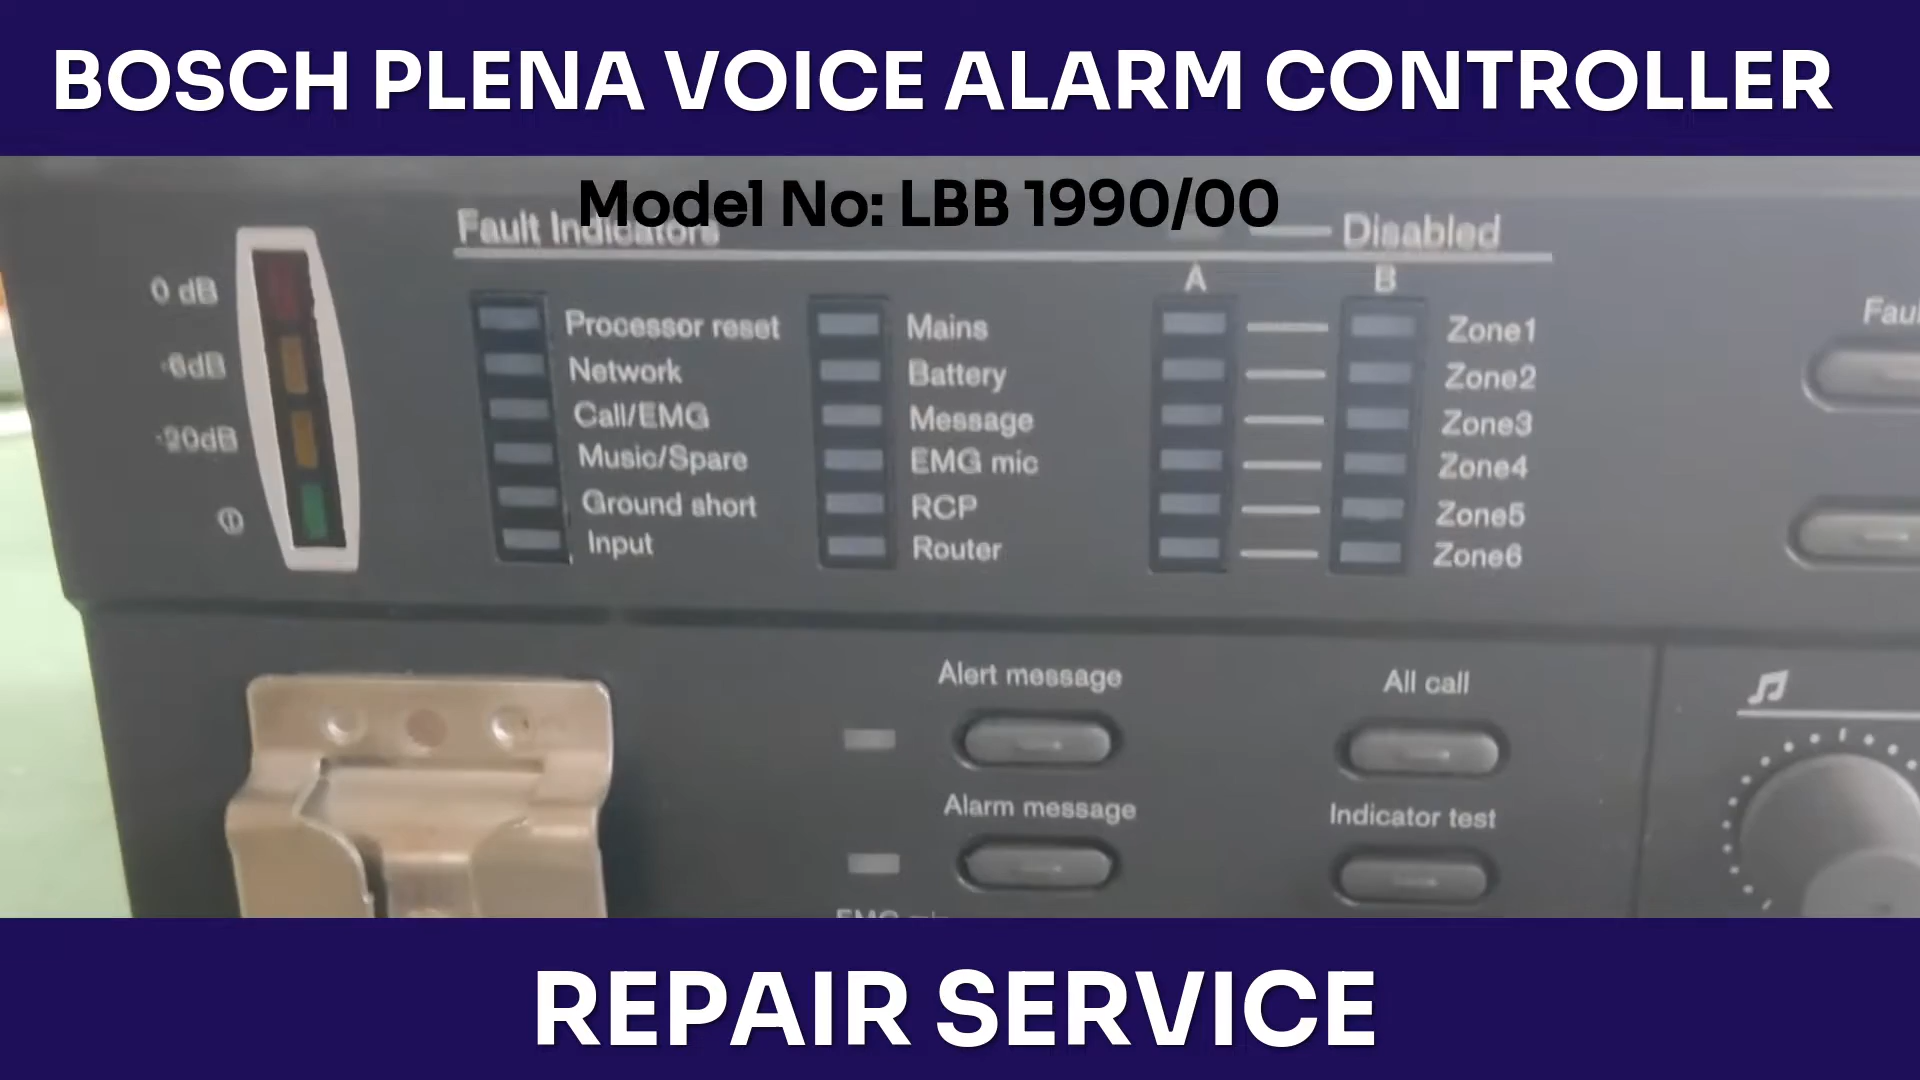 BOSCH PLENA VOICE ALARM CONTROLLER
Model No: LBB 1990/00
Fault Indicators
Disabled
A B
0 dB
-6dB
-20dB
Processor reset
Network
Call/EMG
Music/Spare
Ground short
Input
Mains
Battery
Message
EMG mic
RCP
Router
Zone1
Zone2
Zone3
Zone4
Zone5
Zone6
Alert message
All call
Alarm message
Indicator test
REPAIR SERVICE